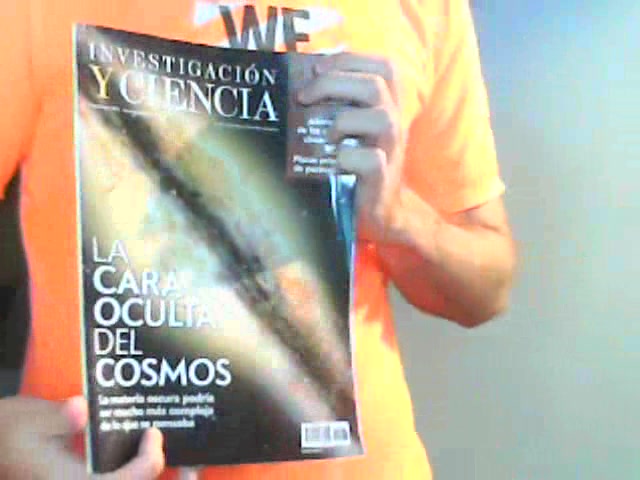 WE
INVESTIGACIÓN
Y CIENCIA
de
LA
CARA
OCULTA
DEL
COSMOS
La materia oscura podría
ser mucho más compleja
de lo que se pensaba